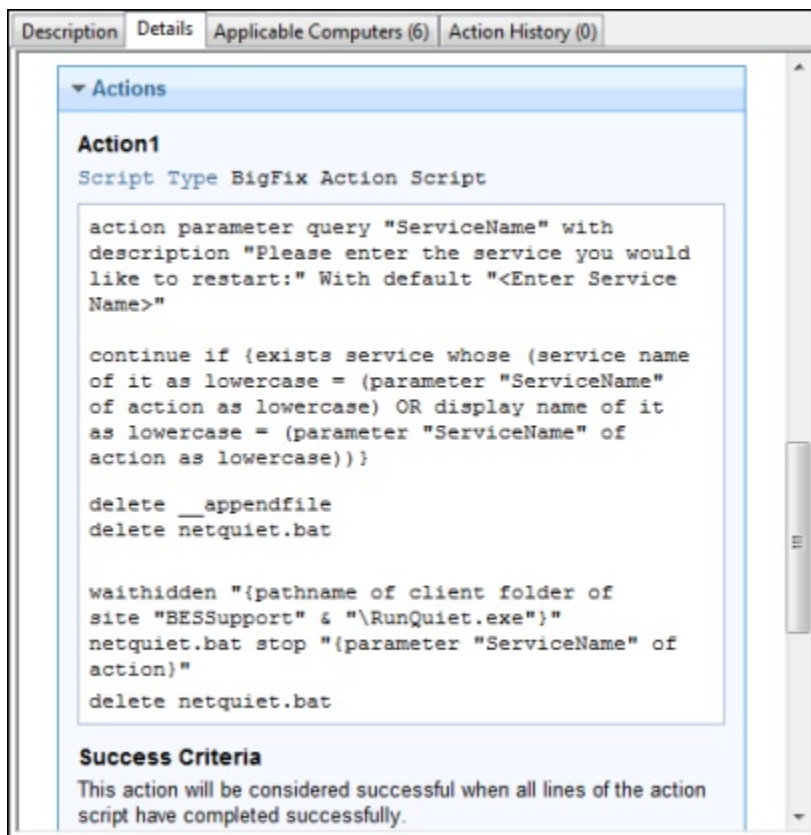 Description Details Applicable Computers (6) Action History (0)
Actions
Action1
Script Type BigFix Action Script
action parameter query "ServiceName" with
description "Please enter the service you would
like to restart:" With default "<Enter Service
Name>"
continue if {exists service whose (service name
of it as lowercase = (parameter "ServiceName"
of action as lowercase) OR display name of it
as lowercase = (parameter "ServiceName" of
action as lowercase))}
delete __appendfile
delete netquiet.bat
waithidden "{pathname of client folder of
site "BESSupport" & "\RunQuiet.exe"}"
netquiet.bat stop "{parameter "ServiceName" of
action}"
delete netquiet.bat
Success Criteria
This action will be considered successful when all lines of the action
script have completed successfully.